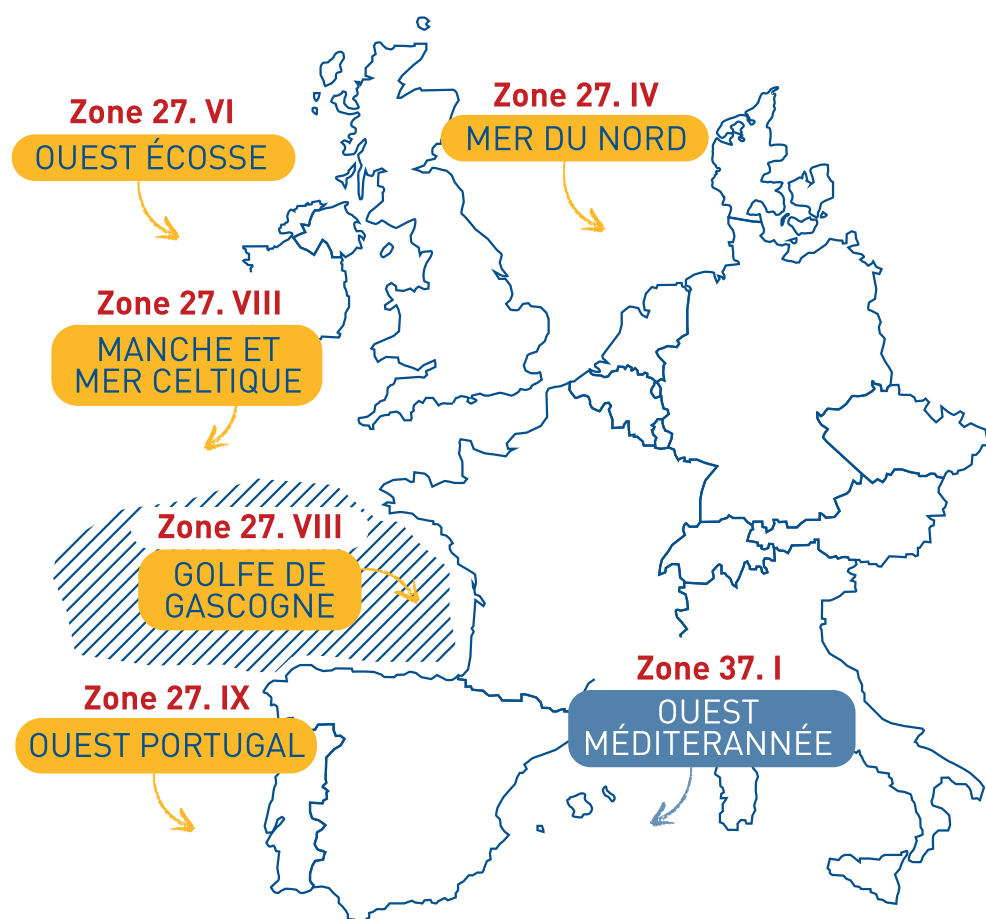 Zone 27. VI
OUEST ÉCOSSE
Zone 27. IV
MER DU NORD
Zone 27. VIII
MANCHE ET
MER CELTIQUE
Zone 27. VIII
GOLFE DE
GASCOGNE
Zone 27. IX
OUEST PORTUGAL
Zone 37. I
OUEST
MÉDITERANNÉE